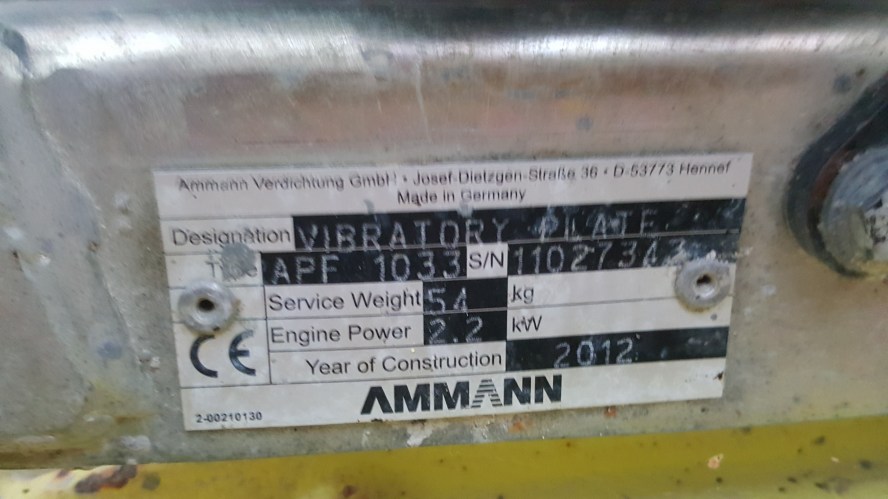 Ammann Verdichtung GmbH • Josef-Dietzgen-Straße 36 • D-53773 Hennef
Made in Germany
Designation VIBRATORY PLATE
Type APF 1033 S/N
Service Weight 54 kg
Engine Power 2.2 kW
Year of Construction 2012
CE
AMMANN
2-00210130